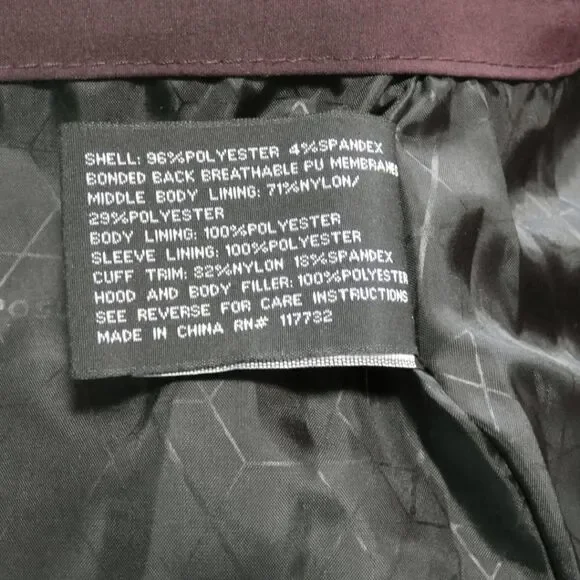 SHELL: 96%POLYESTER 4%SPANDEX
BONDED BACK BREATHABLE PU MEMBRANE
MIDDLE BODY LINING: 71%NYLON/
29%POLYESTER
BODY LINING: 100%POLYESTER
SLEEVE LINING: 100%POLYESTER
CUFF TRIM: 82%NYLON 18%SPANDEX
HOOD AND BODY FILLER: 100%POLYESTER
SEE REVERSE FOR CARE INSTRUCTIONS
MADE IN CHINA RN# 117732